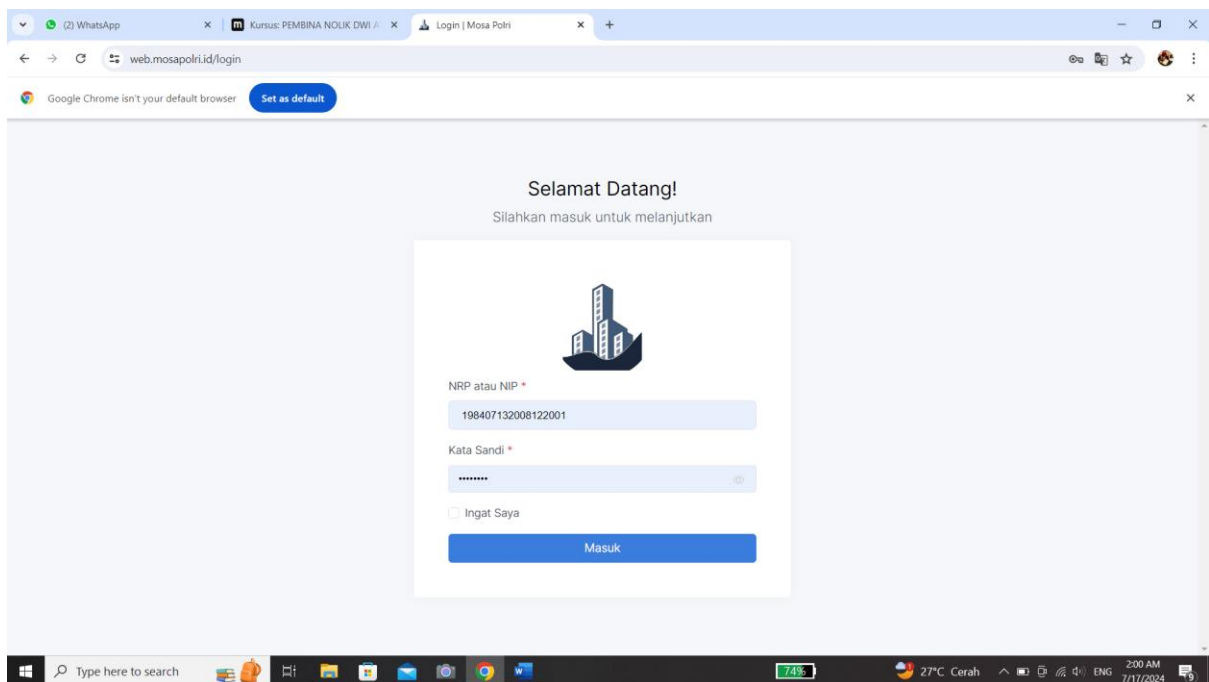 (2) WhatsApp
m Kursus: PEMBINA NOLIK DWI A
Login | Mosa Polri
web.mosapolri.id/login
Google Chrome isn't your default browser Set as default
Selamat Datang!
Silahkan masuk untuk melanjutkan
NRP atau NIP *
198407132008122001
Kata Sandi *
••••••••
Ingat Saya
Masuk
Type here to search
W
74%
27°C Cerah
ENG
2:00 AM
7/17/2024